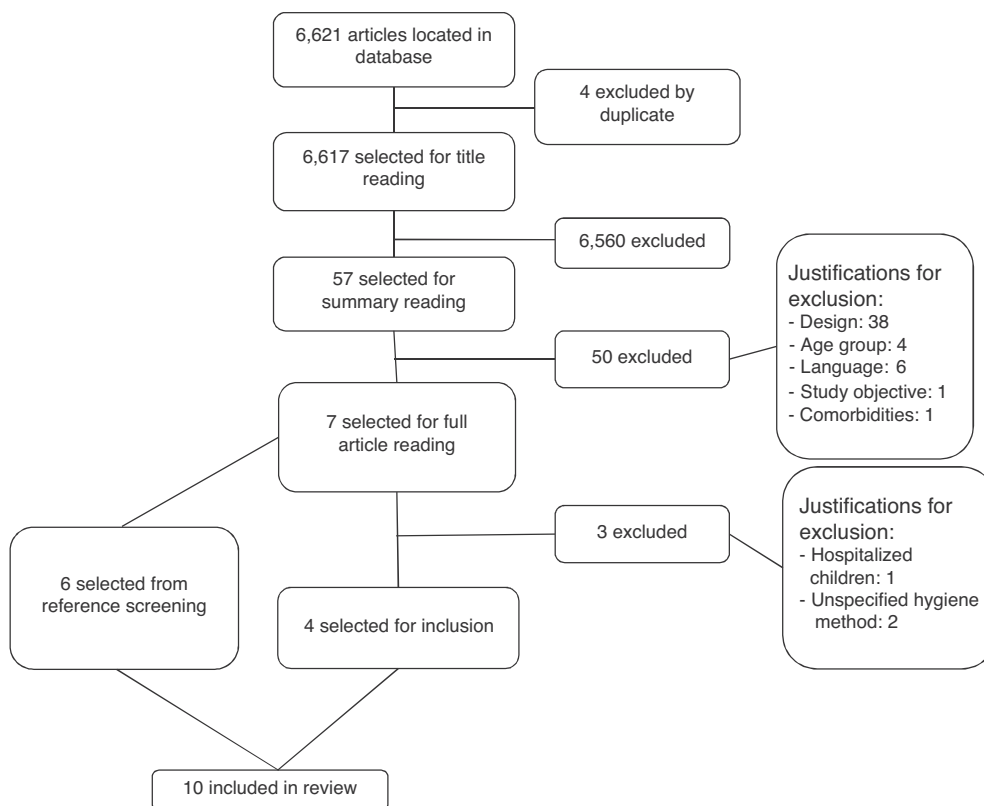 6,621 articles located in
database
4 excluded by
duplicate
6,617 selected for title
reading
6,560 excluded
57 selected for
summary reading
Justifications for
exclusion:
- Design: 38
- Age group: 4
- Language: 6
- Study objective: 1
- Comorbidities: 1
50 excluded
7 selected for full
article reading
3 excluded
Justifications for
exclusion:
- Hospitalized
children: 1
- Unspecified hygiene
method: 2
6 selected from
reference screening
4 selected for inclusion
10 included in review